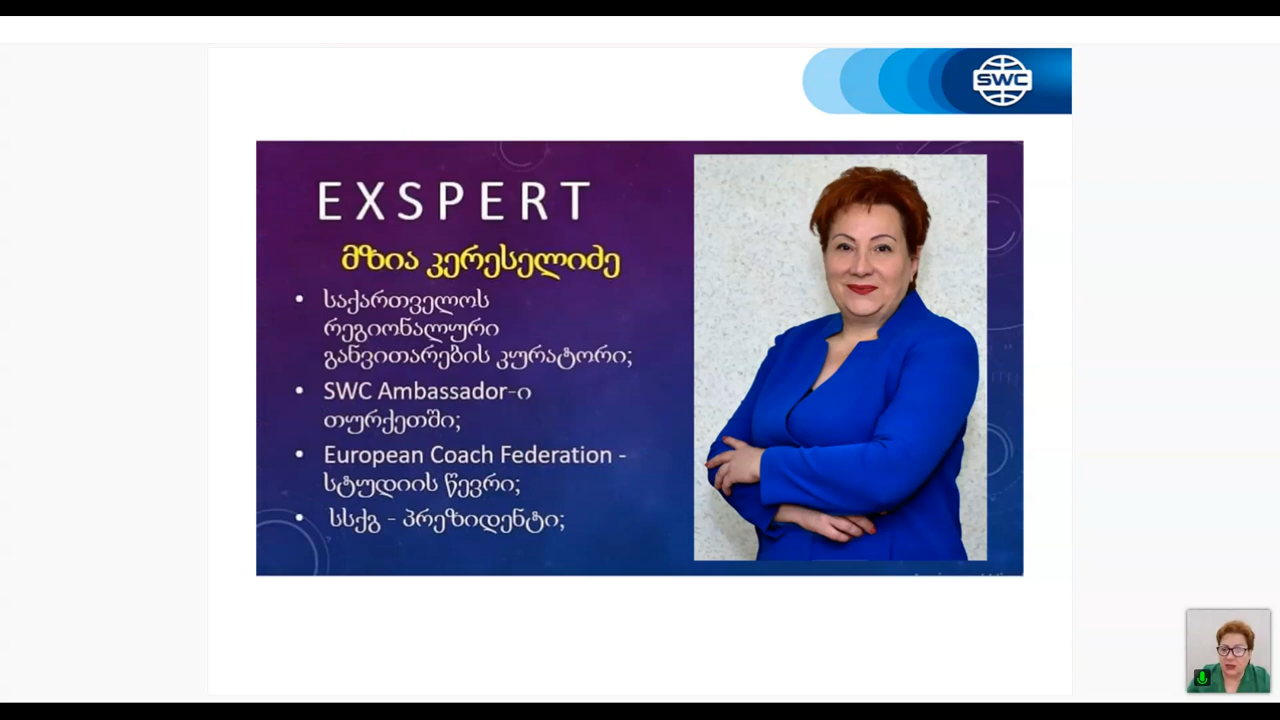 SWC
EXSPERT
მზია კერესელიძე
• საქართველოს
რეგიონალური
განვითარების კურატორი;
• SWC Ambassador-ი
თურქეთში;
• European Coach Federation -
სტუდიის წევრი;
• სსქგ - პრეზიდენტი;